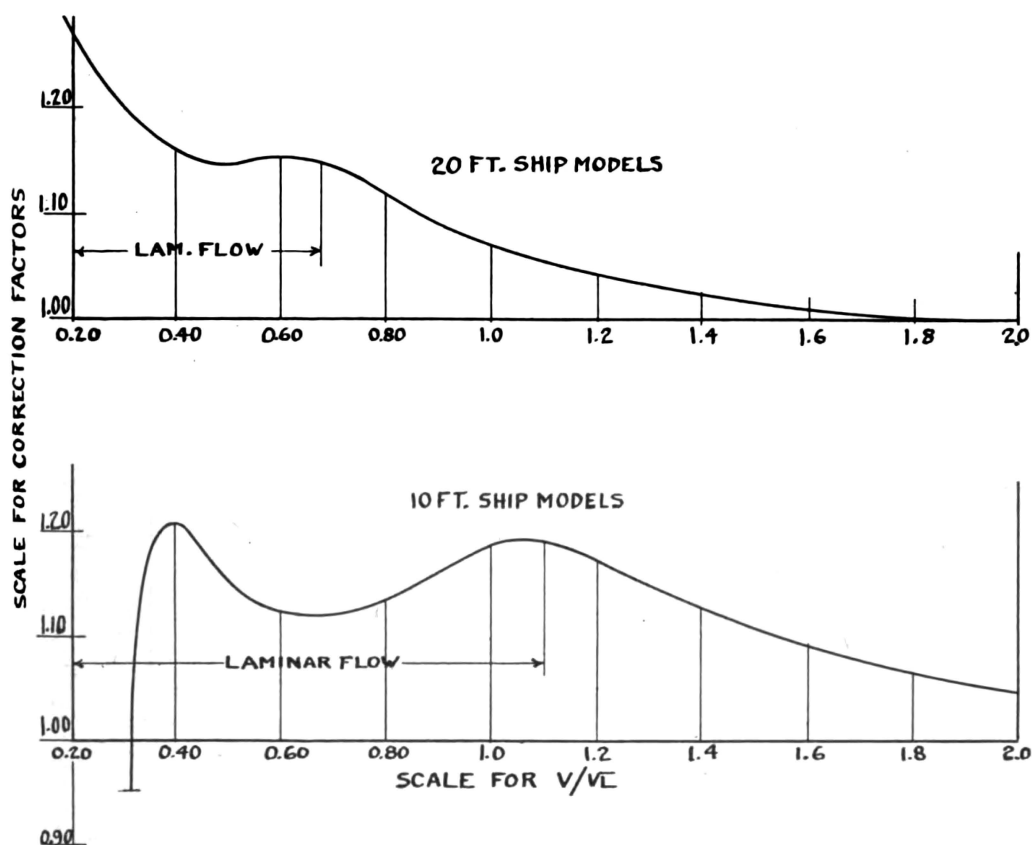 SCALE FOR CORRECTION FACTORS
1.20
1.10
1.00
20 FT. SHIP MODELS
LAM. FLOW
0.20 0.40 0.60 0.80 1.0 1.2 1.4 1.6 1.8 2.0
10 FT. SHIP MODELS
1.20
1.10
LAMINAR FLOW
1.00
0.20 0.40 0.60 0.80 1.0 1.2 1.4 1.6 1.8 2.0
SCALE FOR V/√L
0.90